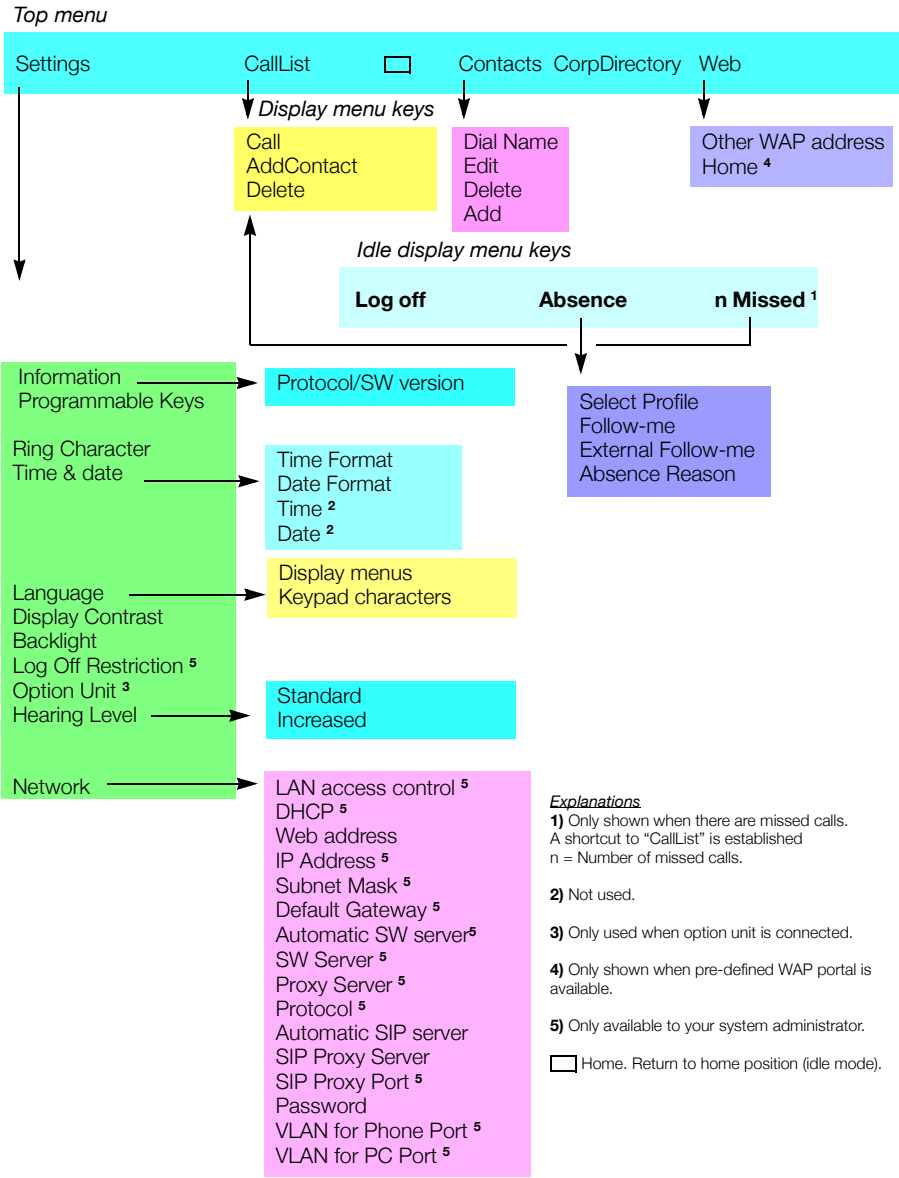 Top menu
Settings CallList Contacts CorpDirectory Web
Display menu keys
Call
AddContact
Delete
Dial Name
Edit
Delete
Add
Other WAP address
Home 4
Idle display menu keys
Log off Absence n Missed 1
Select Profile
Follow-me
External Follow-me
Absence Reason
Information
Programmable Keys
Ring Character
Time & date
Language
Display Contrast
Backlight
Log Off Restriction 5
Option Unit 3
Hearing Level
Network
Protocol/SW version
Time Format
Date Format
Time 2
Date 2
Display menus
Keypad characters
Standard
Increased
LAN access control 5
DHCP 5
Web address
IP Address 5
Subnet Mask 5
Default Gateway 5
Automatic SW server5
SW Server 5
Proxy Server 5
Protocol 5
Automatic SIP server
SIP Proxy Server
SIP Proxy Port 5
Password
VLAN for Phone Port 5
VLAN for PC Port 5
Explanations
1) Only shown when there are missed calls.
A shortcut to “CallList” is established
n = Number of missed calls.
2) Not used.
3) Only used when option unit is connected.
4) Only shown when pre-defined WAP portal is
available.
5) Only available to your system administrator.
Home. Return to home position (idle mode).